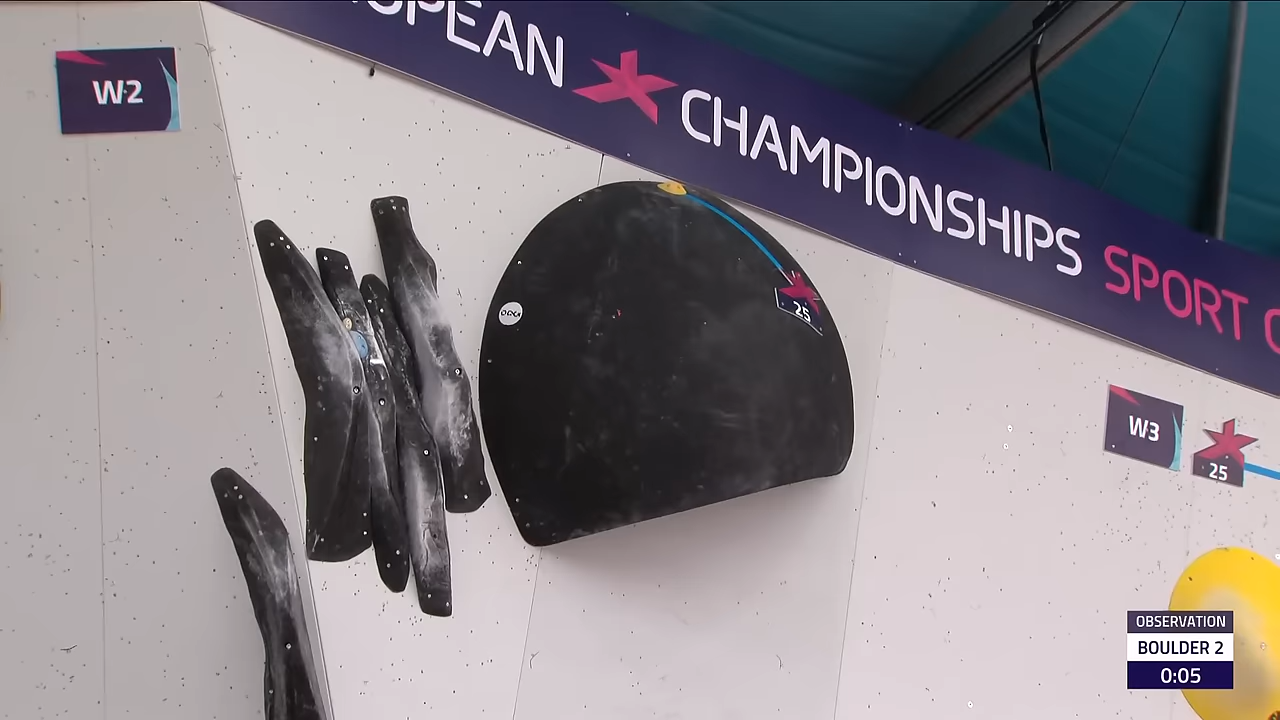 W2
OPEAN CHAMPIONSHIPS SPORT C
25
W3
25
OBSERVATION
BOULDER 2
0:05